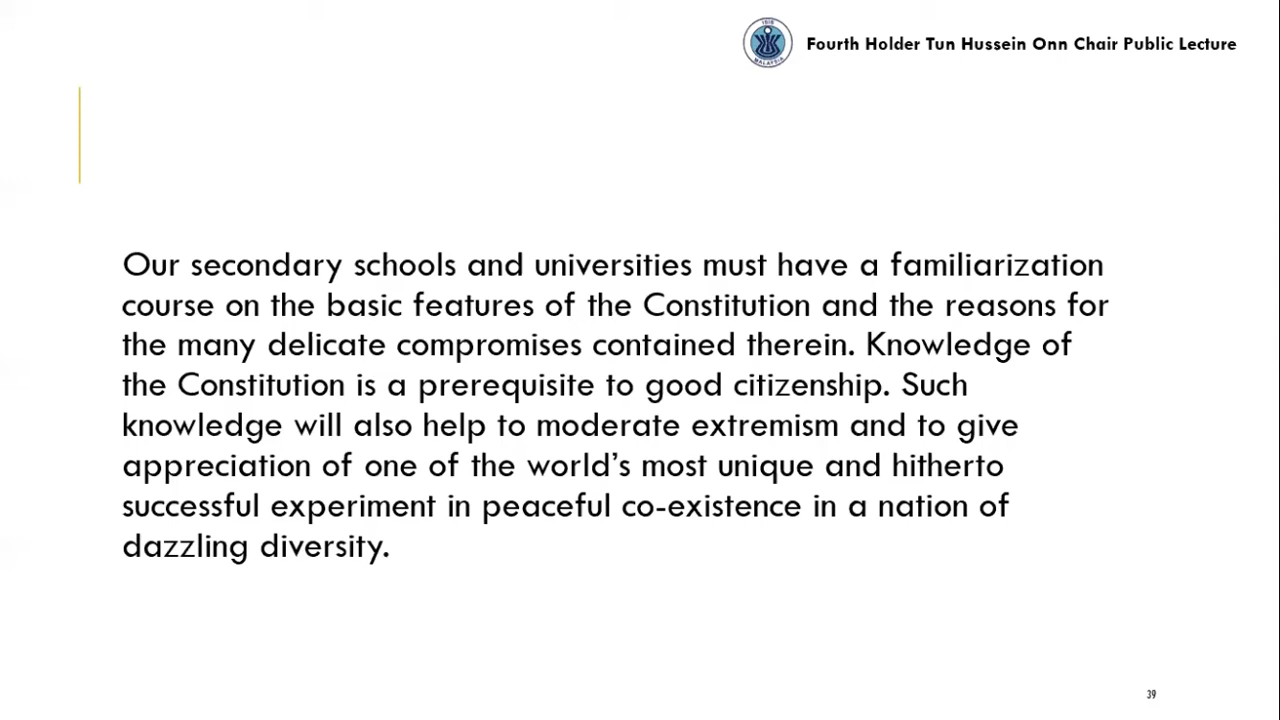 ISIS
MALAYSIA
Fourth Holder Tun Hussein Onn Chair Public Lecture
Our secondary schools and universities must have a familiarization
course on the basic features of the Constitution and the reasons for
the many delicate compromises contained therein. Knowledge of
the Constitution is a prerequisite to good citizenship. Such
knowledge will also help to moderate extremism and to give
appreciation of one of the world's most unique and hitherto
successful experiment in peaceful co-existence in a nation of
dazzling diversity.
39